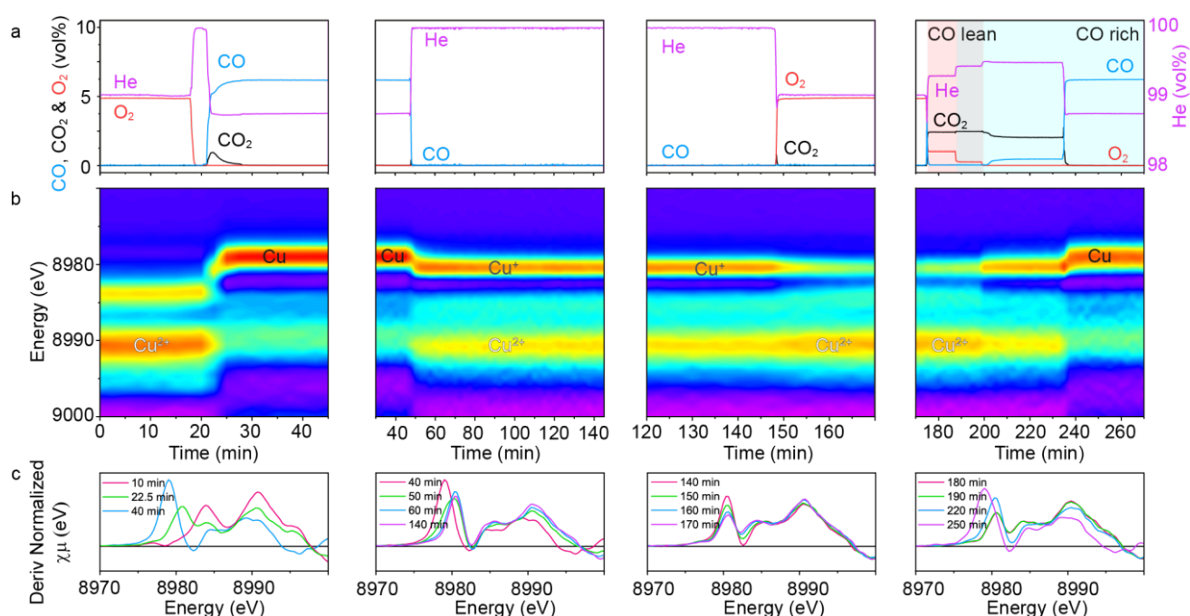 a
CO, CO₂ & O₂ (vol%)
10
5
0
He
O₂
CO
CO₂
He
CO
He
CO
O₂
CO₂
CO lean
CO rich
He
CO₂
CO
O₂
100
99
98
He (vol%)
b
Energy (eV)
8980
8990
9000
Cu²⁺
Cu
Cu
Cu⁺
Cu²⁺
Cu⁺
Cu²⁺
Cu²⁺
Cu
0 10 20 30 40
40 60 80 100 120 140
120 130 140 150 160
170 180 200 220 240 260
Time (min)
Time (min)
Time (min)
Time (min)
c
Deriv Normalized
χμ (eV)
10 min
22.5 min
40 min
40 min
50 min
60 min
140 min
140 min
150 min
160 min
170 min
180 min
190 min
220 min
250 min
8970 8980 8990
8970 8980 8990
8970 8980 8990
8970 8980 8990
Energy (eV)
Energy (eV)
Energy (eV)
Energy (eV)